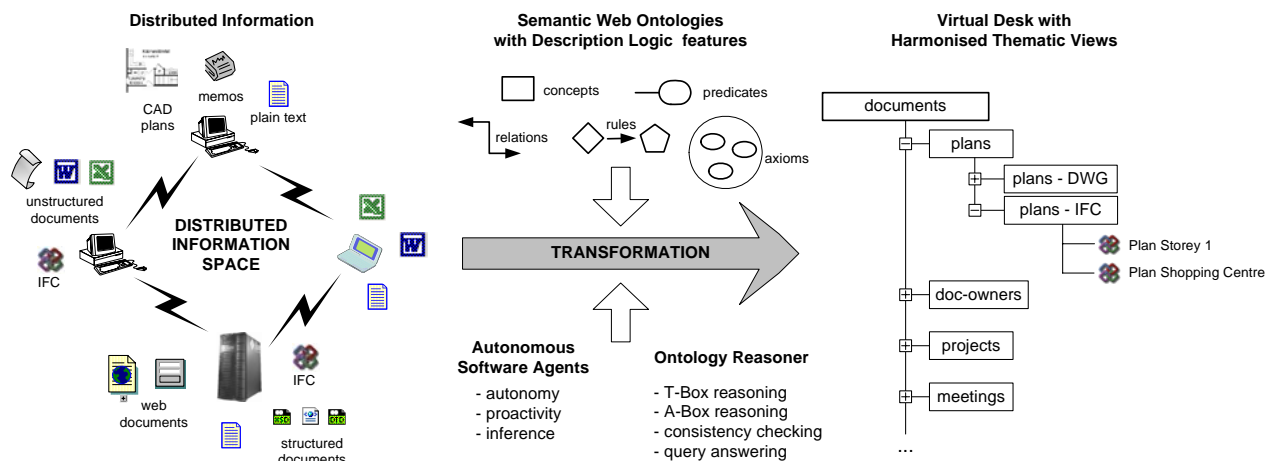 Distributed Information
CAD
plans
memos
plain text
unstructured
documents
DISTRIBUTED
INFORMATION
SPACE
IFC
web
documents
IFC
XSD
DTD
structured
documents
Semantic Web Ontologies
with Description Logic features
concepts
predicates
relations
rules
axioms
TRANSFORMATION
Autonomous
Software Agents
- autonomy
- proactivity
- inference
Ontology Reasoner
- T-Box reasoning
- A-Box reasoning
- consistency checking
- query answering
Virtual Desk with
Harmonised Thematic Views
documents
plans
plans - DWG
plans - IFC
Plan Storey 1
Plan Shopping Centre
doc-owners
projects
meetings
...